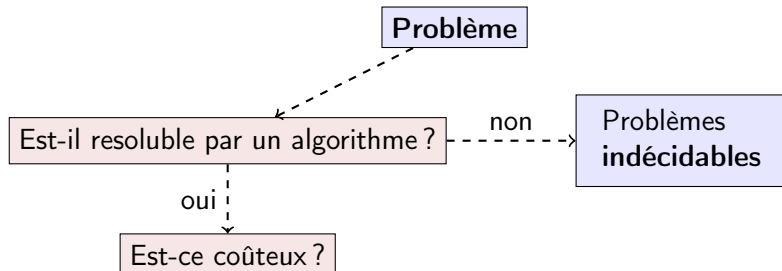 Problème
Est-il resoluble par un algorithme ?
non
Problèmes
indécidables
oui
Est-ce coûteux ?